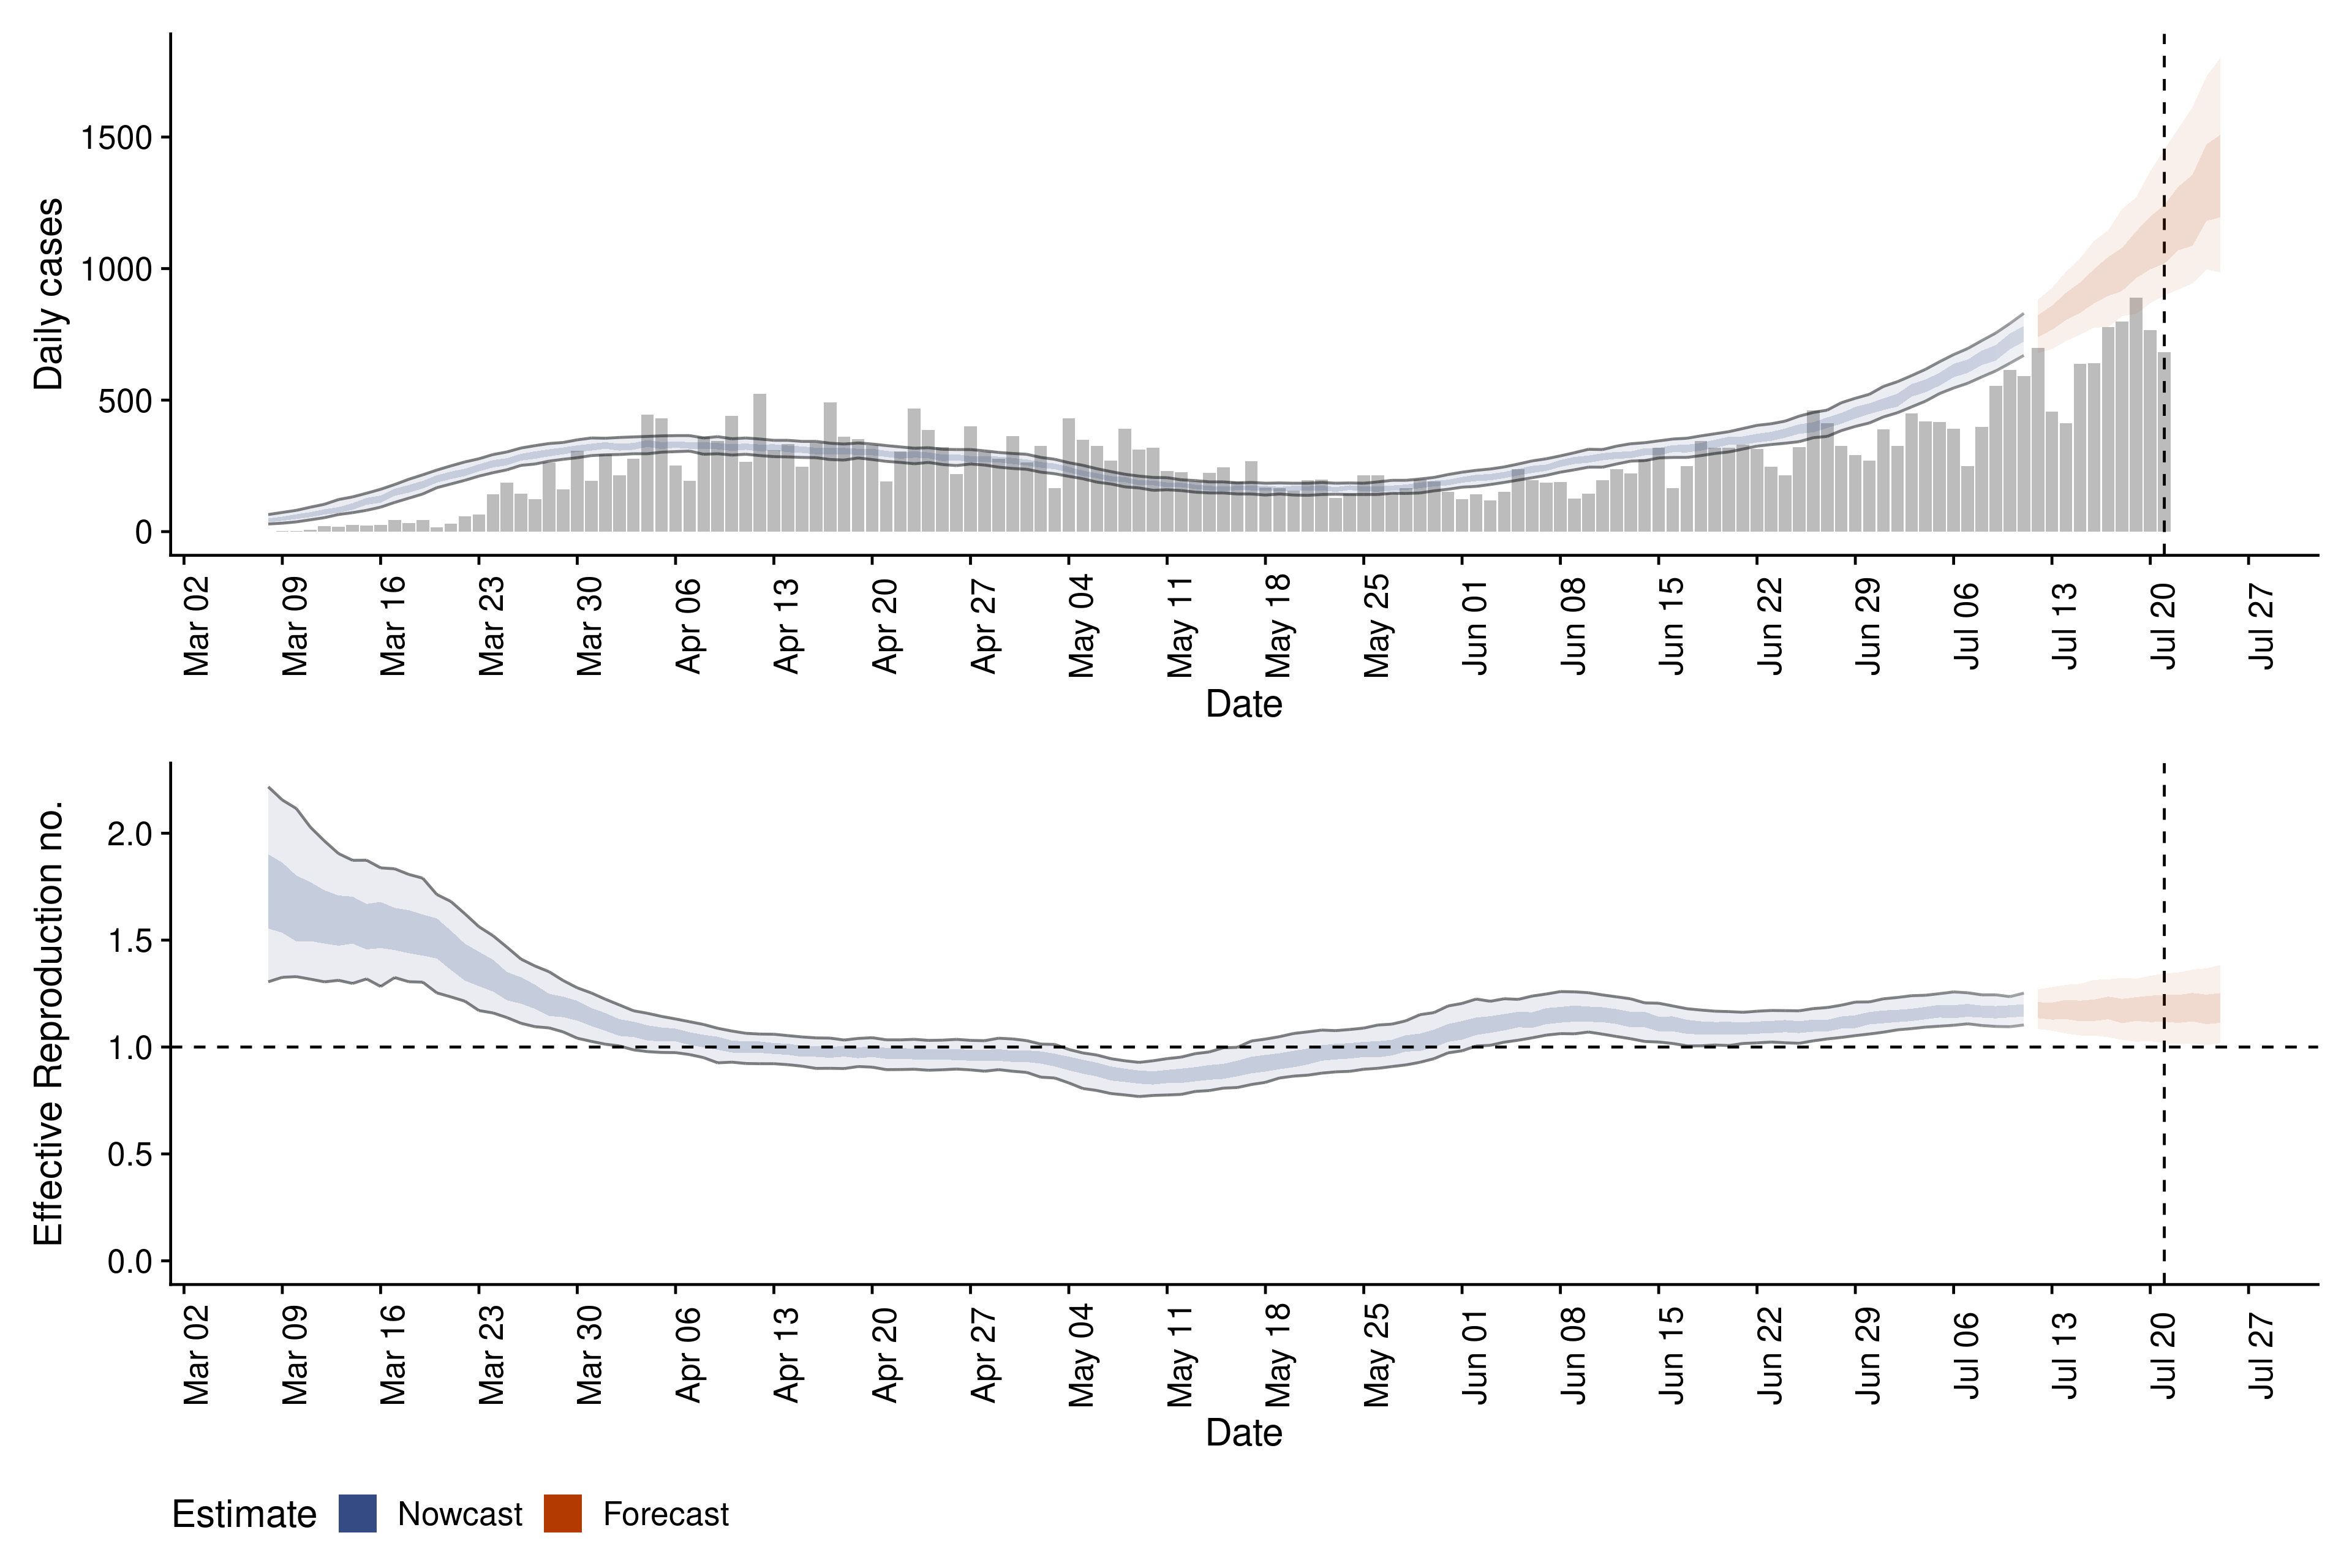 Daily cases
1500
1000
500
0
Mar 02
Mar 09
Mar 16
Mar 23
Mar 30
Apr 06
Apr 13
Apr 20
Apr 27
May 04
May 11
May 18
May 25
Jun 01
Jun 08
Jun 15
Jun 22
Jun 29
Jul 06
Jul 13
Jul 20
Jul 27
Date
Effective Reproduction no.
2.0
1.5
1.0
0.5
0.0
Mar 02
Mar 09
Mar 16
Mar 23
Mar 30
Apr 06
Apr 13
Apr 20
Apr 27
May 04
May 11
May 18
May 25
Jun 01
Jun 08
Jun 15
Jun 22
Jun 29
Jul 06
Jul 13
Jul 20
Jul 27
Date
Estimate Nowcast Forecast